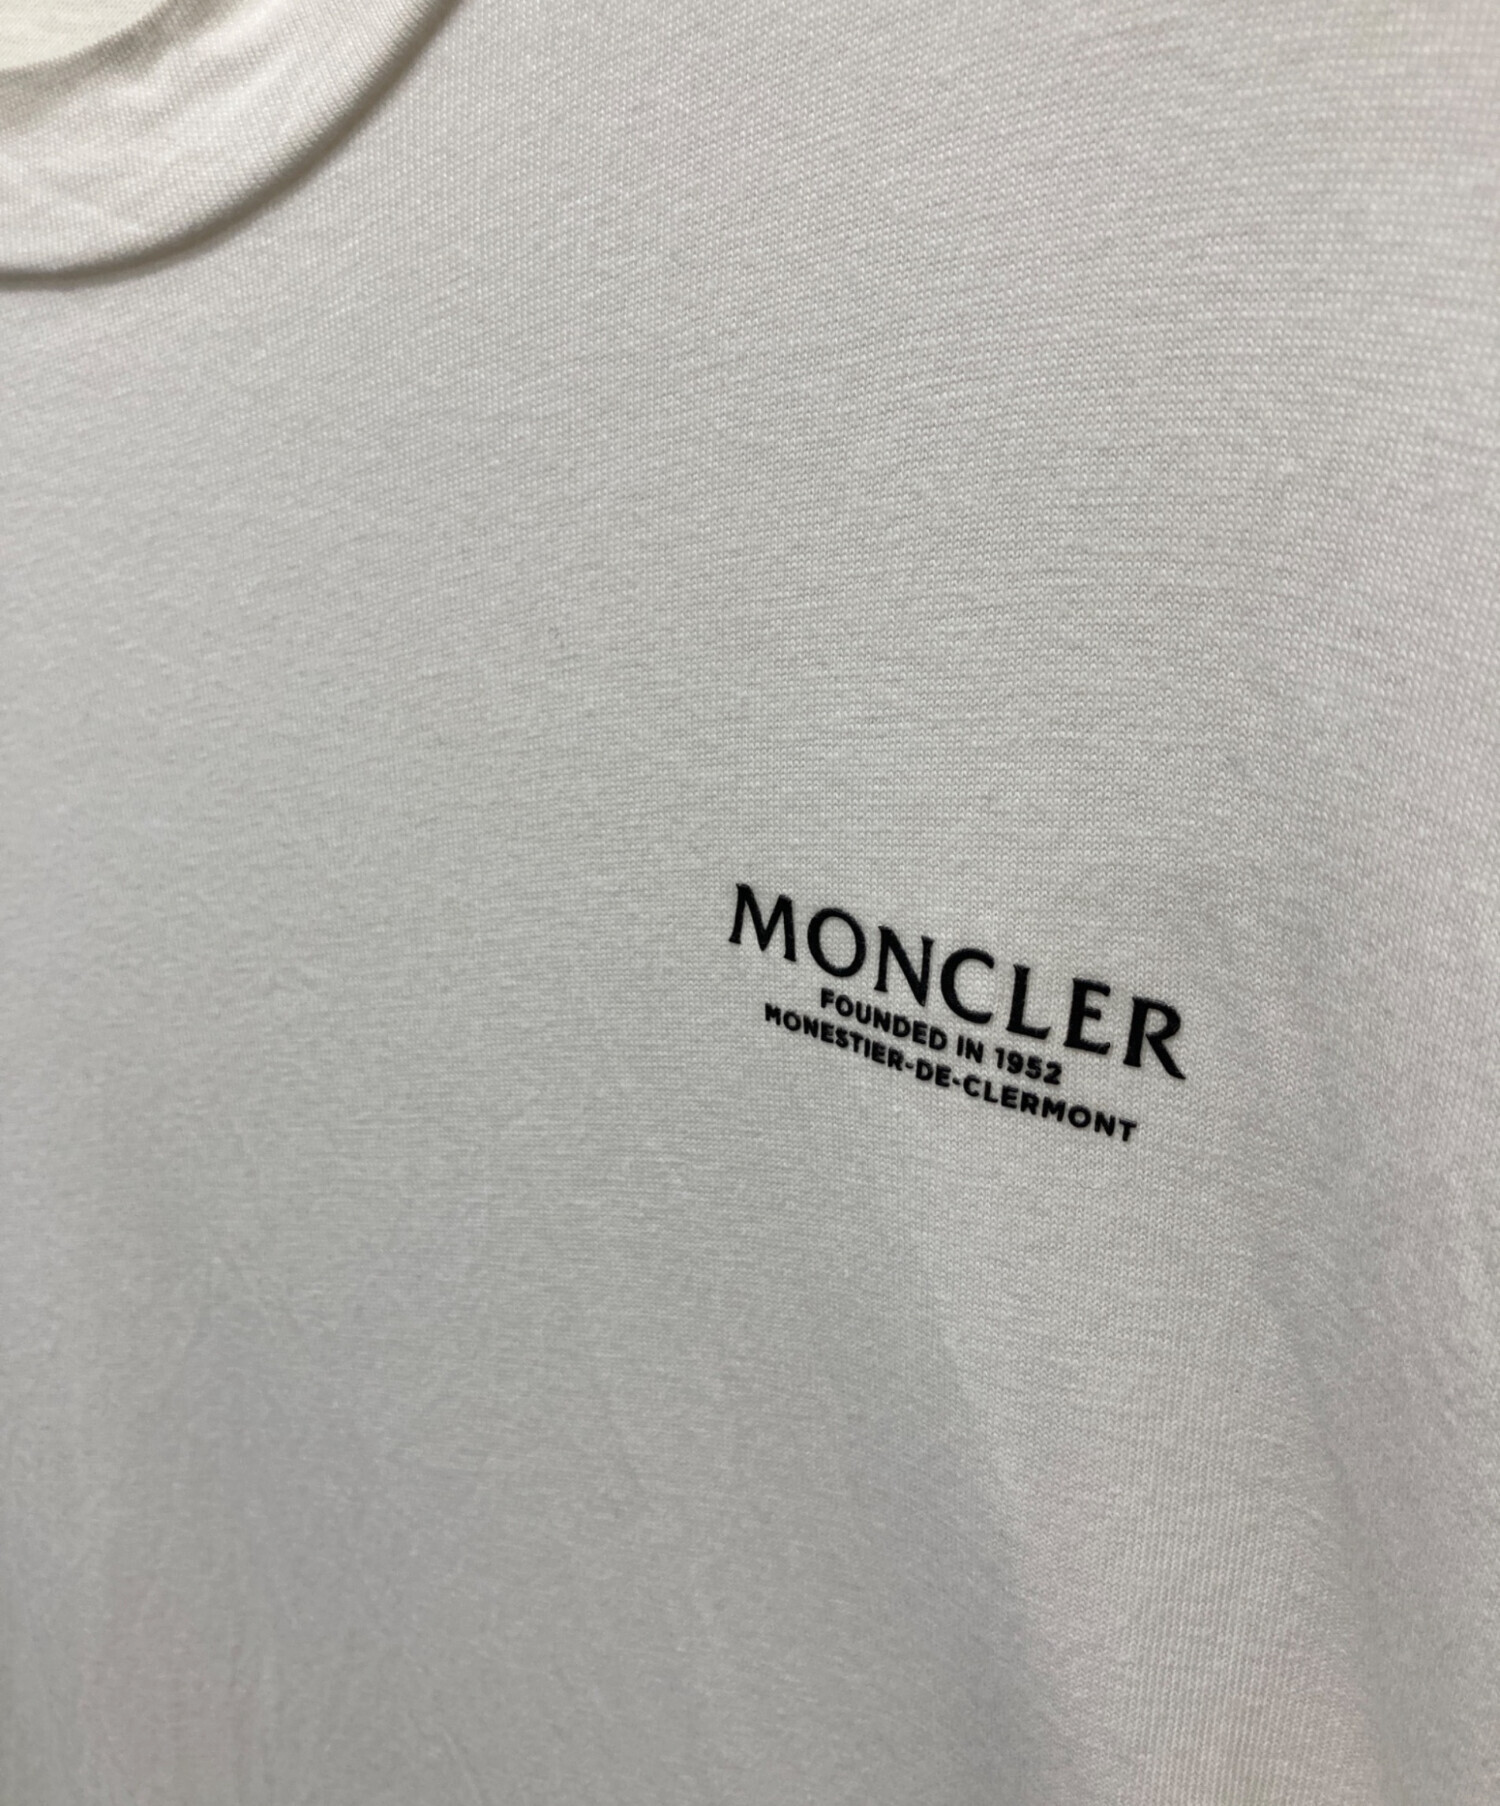 MONCLER
FOUNDED IN 1952
MONESTIER-DE-CLERMONT